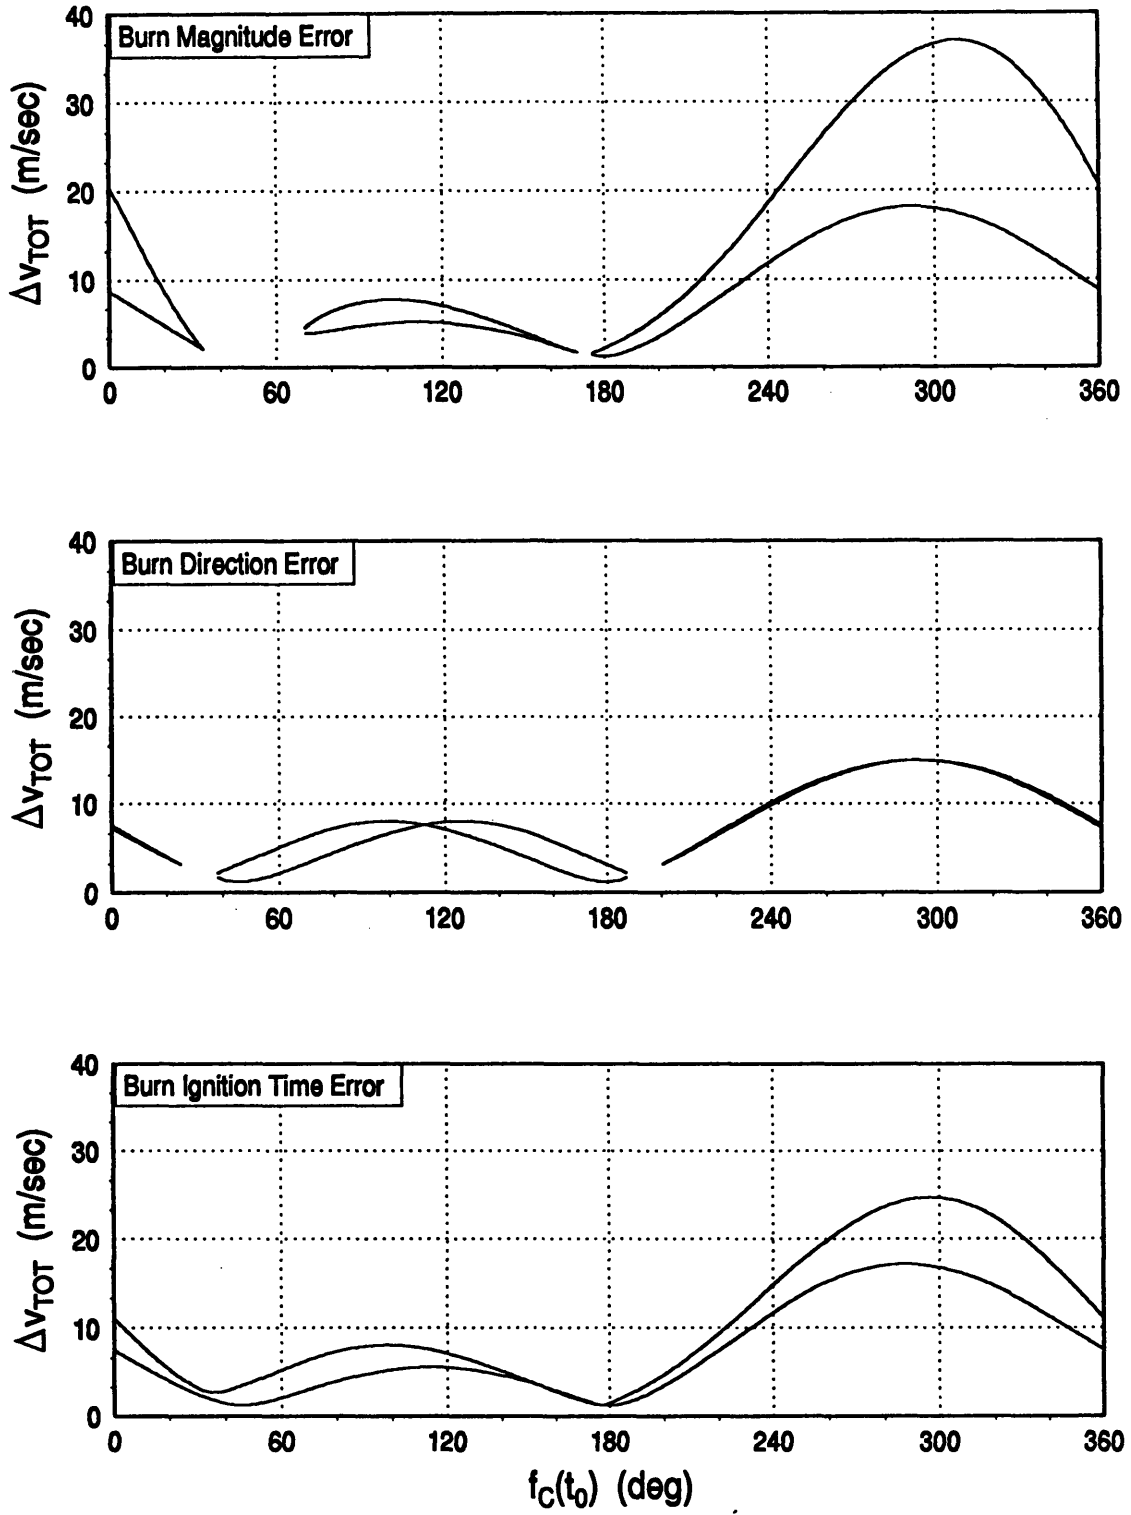 Burn Magnitude Error
Δv_TOT (m/sec)
40
30
20
10
0
0 60 120 180 240 300 360
Burn Direction Error
Δv_TOT (m/sec)
40
30
20
10
0
0 60 120 180 240 300 360
Burn Ignition Time Error
Δv_TOT (m/sec)
40
30
20
10
0
0 60 120 180 240 300 360
f_C(t_0) (deg)